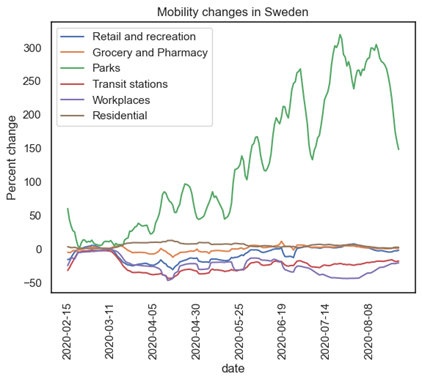 Mobility changes in Sweden
Retail and recreation
Grocery and Pharmacy
Parks
Transit stations
Workplaces
Residential
Percent change
300
250
200
150
100
50
0
−50
2020-02-15
2020-03-11
2020-04-05
2020-04-30
2020-05-25
2020-06-19
2020-07-14
2020-08-08
date